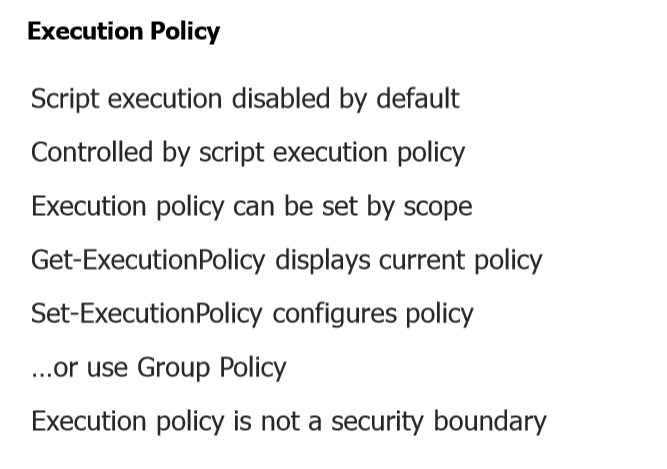 Execution Policy
Script execution disabled by default
Controlled by script execution policy
Execution policy can be set by scope
Get-ExecutionPolicy displays current policy
Set-ExecutionPolicy configures policy
...or use Group Policy
Execution policy is not a security boundary